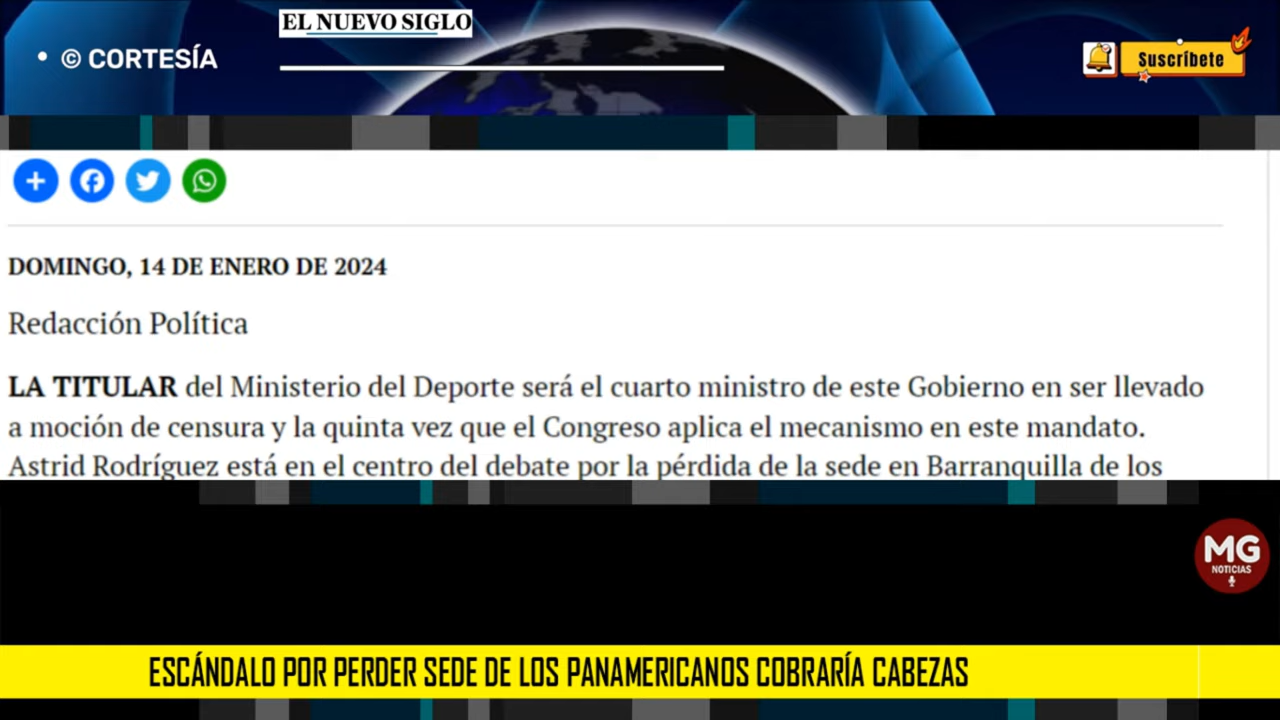 EL NUEVO SIGLO
• © CORTESÍA
Suscríbete
DOMINGO, 14 DE ENERO DE 2024
Redacción Política
LA TITULAR del Ministerio del Deporte será el cuarto ministro de este Gobierno en ser llevado
a moción de censura y la quinta vez que el Congreso aplica el mecanismo en este mandato.
Astrid Rodríguez está en el centro del debate por la pérdida de la sede en Barranquilla de los
MG
NOTICIAS
ESCÁNDALO POR PERDER SEDE DE LOS PANAMERICANOS COBRARÍA CABEZAS